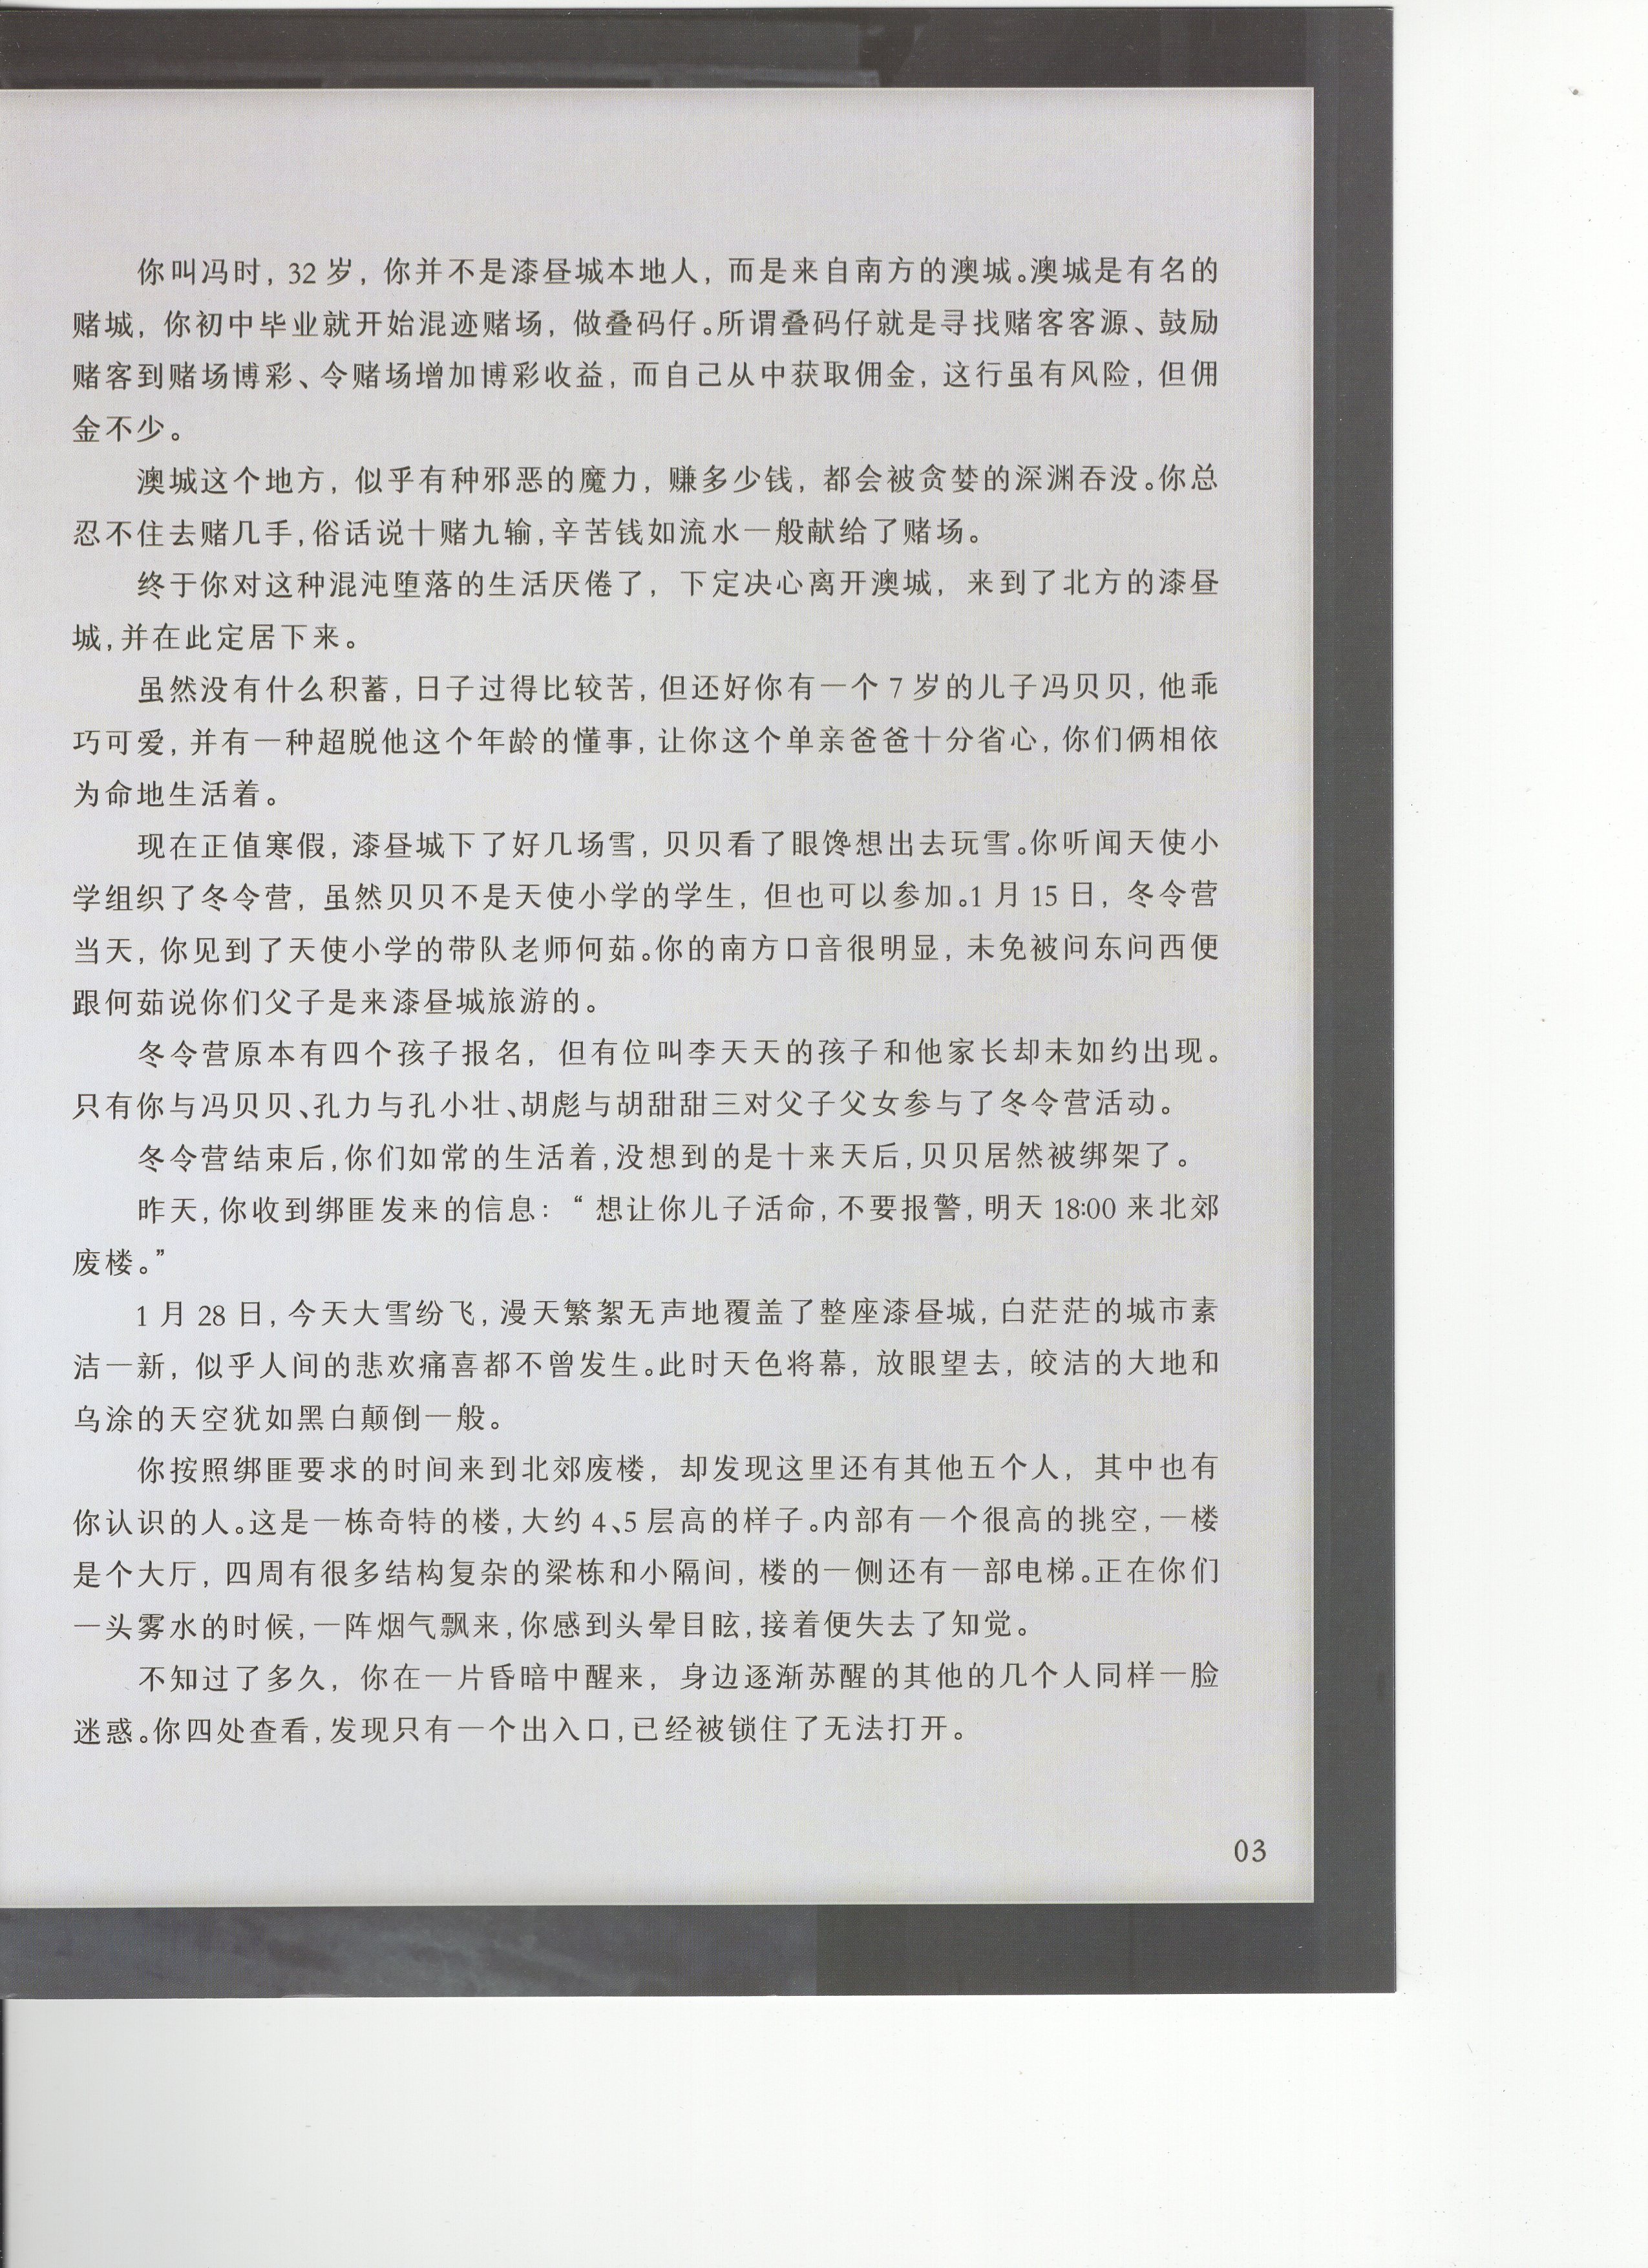 你叫冯时，32 岁，你并不是漆昼城本地人，而是来自南方的澳城。澳城是有名的
赌城，你初中毕业就开始混迹赌场，做叠码仔。所谓叠码仔就是寻找赌客客源、鼓励
赌客到赌场博彩、令赌场增加博彩收益，而自己从中获取佣金，这行虽有风险，但佣
金不少。
澳城这个地方，似乎有种邪恶的魔力，赚多少钱，都会被贪婪的深渊吞没。你总
忍不住去赌几手，俗话说十赌九输，辛苦钱如流水一般献给了赌场。
终于你对这种混沌堕落的生活厌倦了，下定决心离开澳城，来到了北方的漆昼
城，并在此定居下来。
虽然没有什么积蓄，日子过得比较苦，但还好你有一个 7 岁的儿子冯贝贝，他乖
巧可爱，并有一种超脱他这个年龄的懂事，让你这个单亲爸爸十分省心，你们俩相依
为命地生活着。
现在正值寒假，漆昼城下了好几场雪，贝贝看了眼馋想出去玩雪。你听闻天使小
学组织了冬令营，虽然贝贝不是天使小学的学生，但也可以参加。1 月 15 日，冬令营
当天，你见到了天使小学的带队老师何茹。你的南方口音很明显，未免被问东问西便
跟何茹说你们父子是来漆昼城旅游的。
冬令营原本有四个孩子报名，但有位叫李天天的孩子和他家长却未如约出现。
只有你与冯贝贝、孔力与孔小壮、胡彪与胡甜甜三对父子父女参与了冬令营活动。
冬令营结束后，你们如常的生活着，没想到的是十来天后，贝贝居然被绑架了。
昨天，你收到绑匪发来的信息：“想让你儿子活命，不要报警，明天 18:00 来北郊
废楼。”
1 月 28 日，今天大雪纷飞，漫天繁絮无声地覆盖了整座漆昼城，白茫茫的城市素
洁一新，似乎人间的悲欢痛喜都不曾发生。此时天色将幕，放眼望去，皎洁的大地和
乌涂的天空犹如黑白颠倒一般。
你按照绑匪要求的时间来到北郊废楼，却发现这里还有其他五个人，其中也有
你认识的人。这是一栋奇特的楼，大约 4、5 层高的样子。内部有一个很高的挑空，一楼
是个大厅，四周有很多结构复杂的梁栋和小隔间，楼的一侧还有一部电梯。正在你们
一头雾水的时候，一阵烟气飘来，你感到头晕目眩，接着便失去了知觉。
不知过了多久，你在一片昏暗中醒来，身边逐渐苏醒的其他的几个人同样一脸
迷惑。你四处查看，发现只有一个出入口，已经被锁住了无法打开。
03